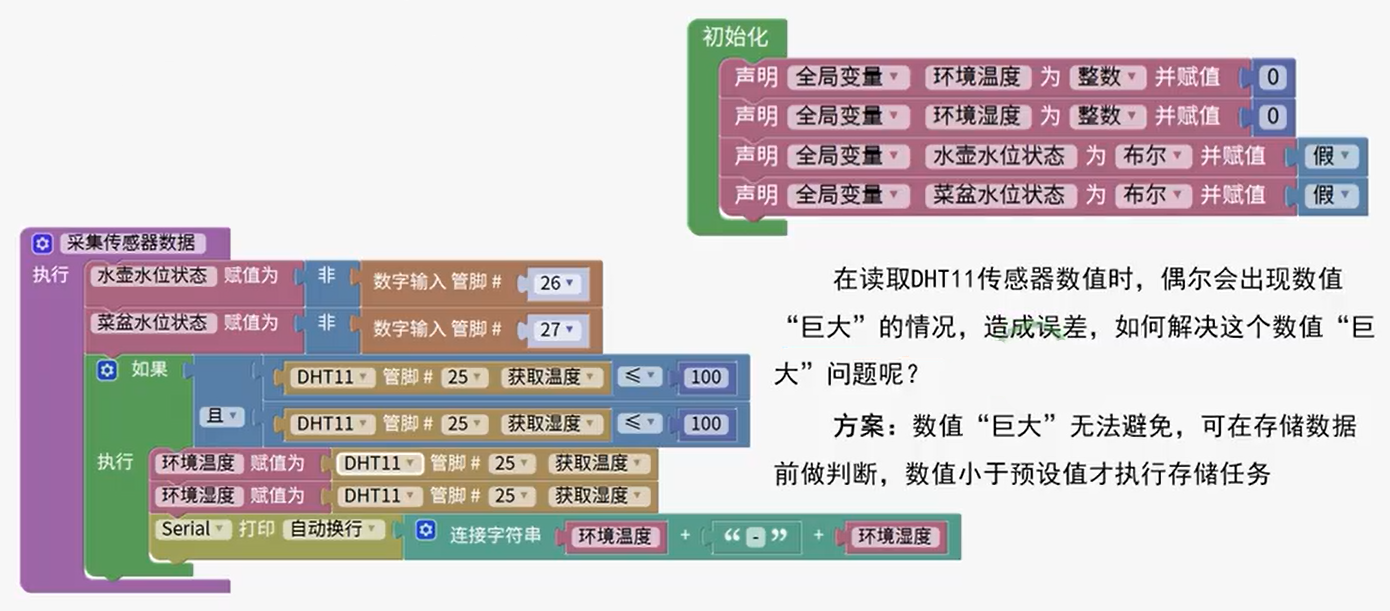 初始化
声明 全局变量 环境温度 为 整数 并赋值 0
声明 全局变量 环境湿度 为 整数 并赋值 0
声明 全局变量 水壶水位状态 为 布尔 并赋值 假
声明 全局变量 菜盆水位状态 为 布尔 并赋值 假
采集传感器数据
执行 水壶水位状态 赋值为 非 数字输入 管脚 # 26
菜盆水位状态 赋值为 非 数字输入 管脚 # 27
如果 DHT11 管脚 # 25 获取温度 ≤ 100
且
DHT11 管脚 # 25 获取湿度 ≤ 100
执行 环境温度 赋值为 DHT11 管脚 # 25 获取温度
环境湿度 赋值为 DHT11 管脚 # 25 获取湿度
Serial 打印 自动换行 连接字符串 环境温度 + “ - ” + 环境湿度
在读取DHT11传感器数值时，偶尔会出现数值
“巨大”的情况，造成误差，如何解决这个数值“巨
大”问题呢？
方案：数值“巨大”无法避免，可在存储数据
前做判断，数值小于预设值才执行存储任务